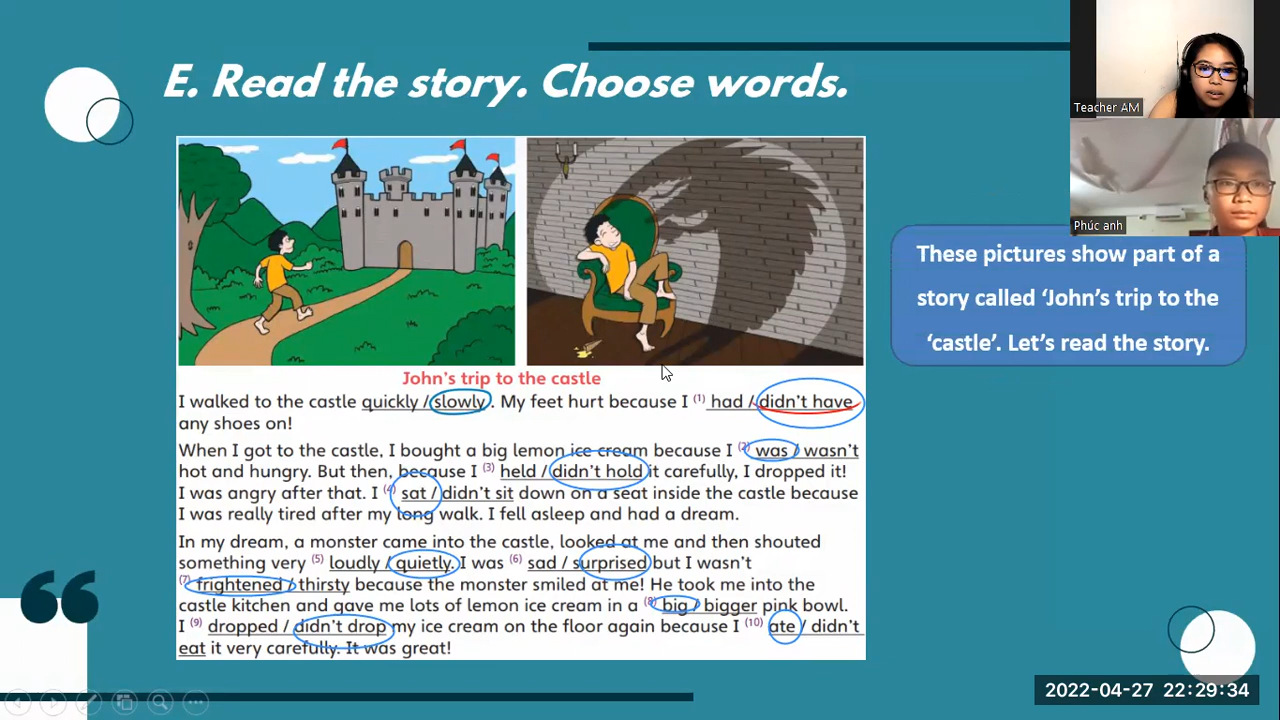 E. Read the story. Choose words.
Teacher AM
Phúc anh
These pictures show part of a
story called ‘John’s trip to the
‘castle’. Let’s read the story.
John’s trip to the castle
I walked to the castle quickly / slowly. My feet hurt because I (1) had / didn’t have
any shoes on!
When I got to the castle, I bought a big lemon ice cream because I (2) was / wasn’t
hot and hungry. But then, because I (3) held / didn’t hold it carefully, I dropped it!
I was angry after that. I (4) sat / didn’t sit down on a seat inside the castle because
I was really tired after my long walk. I fell asleep and had a dream.
In my dream, a monster came into the castle, looked at me and then shouted
something very (5) loudly / quietly. I was (6) sad / surprised but I wasn’t
(7) frightened / thirsty because the monster smiled at me! He took me into the
castle kitchen and gave me lots of lemon ice cream in a (8) big / bigger pink bowl.
I (9) dropped / didn’t drop my ice cream on the floor again because I (10) ate / didn’t
eat it very carefully. It was great!
2022-04-27 22:29:34